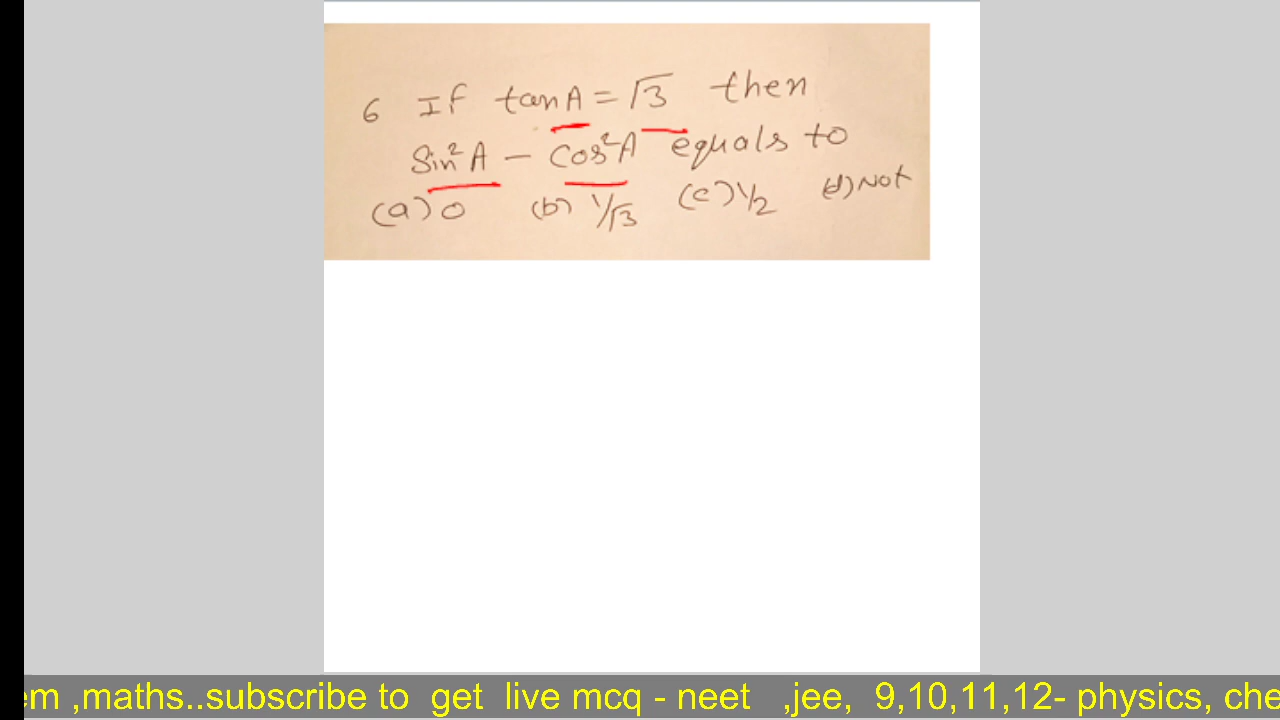 6 If tanA = √3 then
Sin²A - Cos²A equals to
(a) 0 (b) 1/√3 (c) 1/2 (d) Not
em ,maths..subscribe to get live mcq - neet ,jee, 9,10,11,12- physics, che